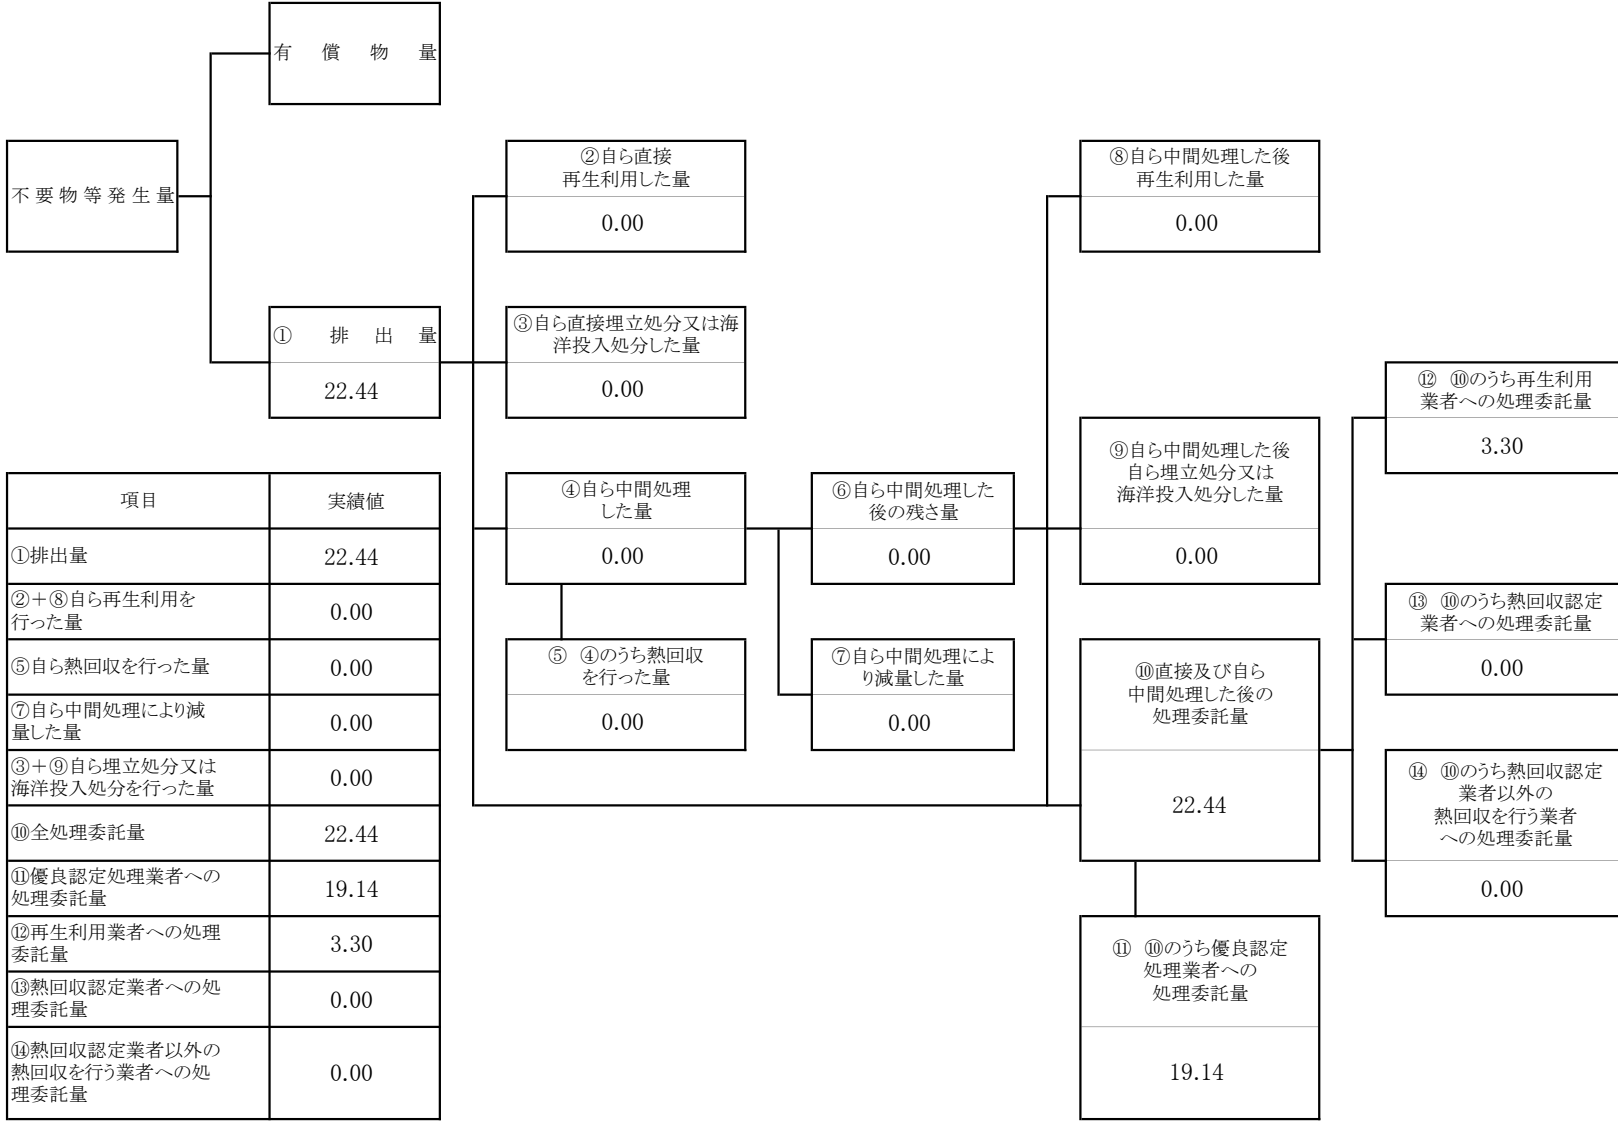 有償物量
不要物等発生量
②自ら直接
再生利用した量
0.00
⑧自ら中間処理した後
再生利用した量
0.00
①排出量
22.44
③自ら直接埋立処分又は海
洋投入処分した量
0.00
⑫ ⑩のうち再生利用
業者への処理委託量
3.30
④自ら中間処理
した量
0.00
⑥自ら中間処理した
後の残さ量
0.00
⑨自ら中間処理した後
自ら埋立処分又は
海洋投入処分した量
0.00
⑤ ④のうち熱回収
を行った量
0.00
⑦自ら中間処理によ
り減量した量
0.00
⑩直接及び自ら
中間処理した後の
処理委託量
22.44
⑬ ⑩のうち熱回収認定
業者への処理委託量
0.00
⑭ ⑩のうち熱回収認定
業者以外の
熱回収を行う業者
への処理委託量
0.00
⑪ ⑩のうち優良認定
処理業者への
処理委託量
19.14
項目 実績値
①排出量 22.44
②＋⑧自ら再生利用を
行った量 0.00
⑤自ら熱回収を行った量 0.00
⑦自ら中間処理により減
量した量 0.00
③＋⑨自ら埋立処分又は
海洋投入処分を行った量 0.00
⑩全処理委託量 22.44
⑪優良認定処理業者への
処理委託量 19.14
⑫再生利用業者への処理
委託量 3.30
⑬熱回収認定業者への処
理委託量 0.00
⑭熱回収認定業者以外の
熱回収を行う業者への処
理委託量 0.00